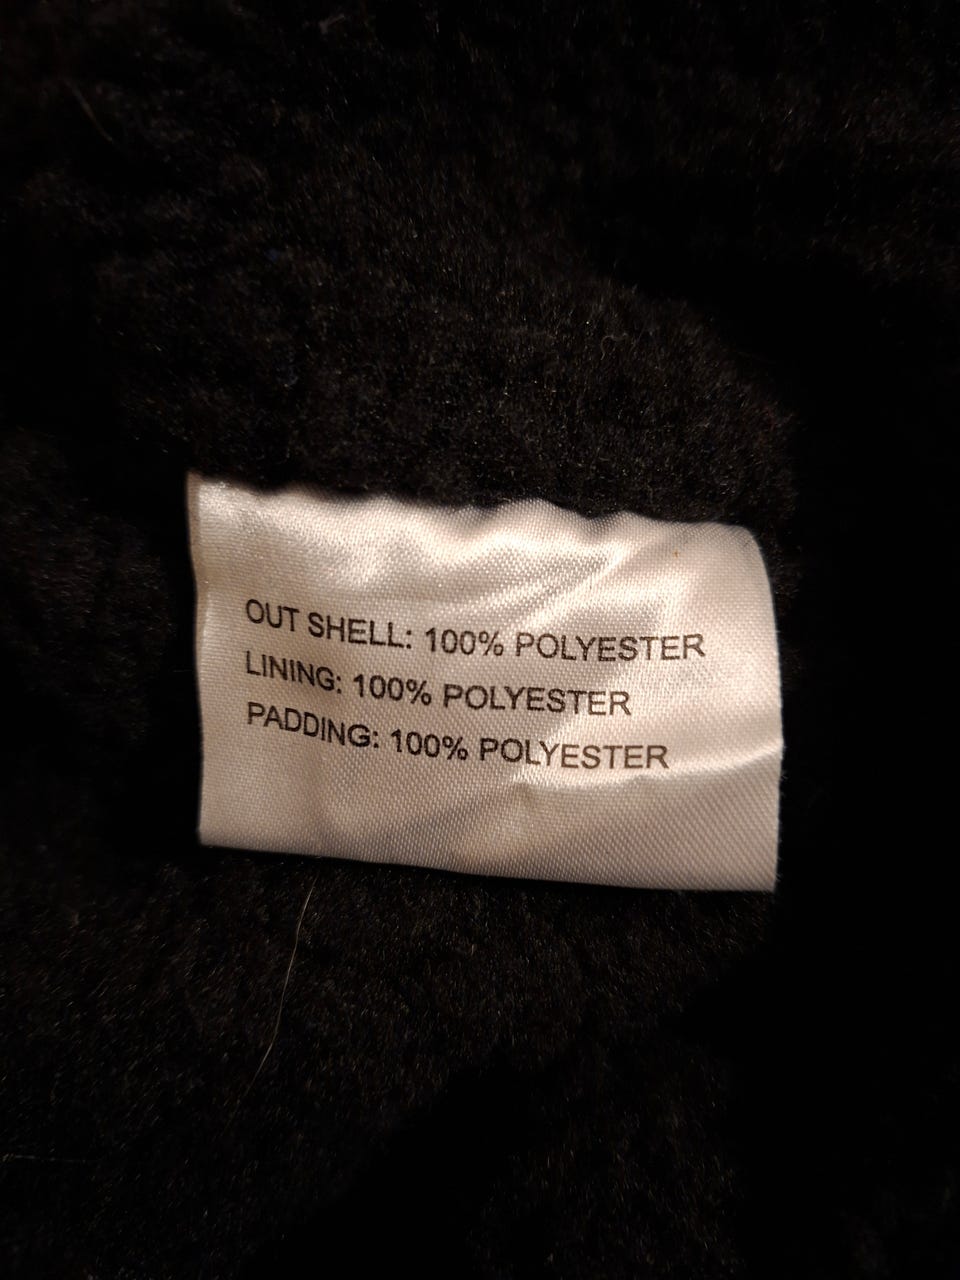 OUT SHELL: 100% POLYESTER
LINING: 100% POLYESTER
PADDING: 100% POLYESTER